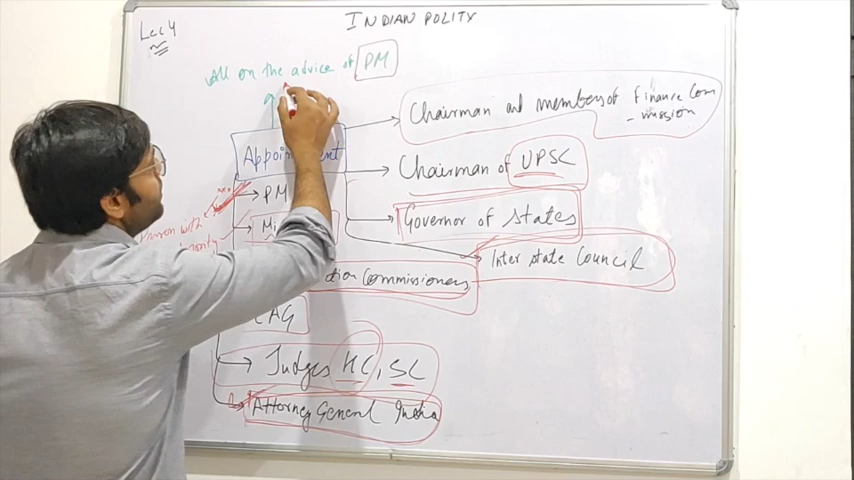 Lec 4
INDIAN POLITY
All on the advice of PM
Chairman and members of Finance Com
- mission
Chairman of UPSC
PM
Governor of States
Inter state Council
Commissioners
CAG
Judges HC, SC
Attorney General India